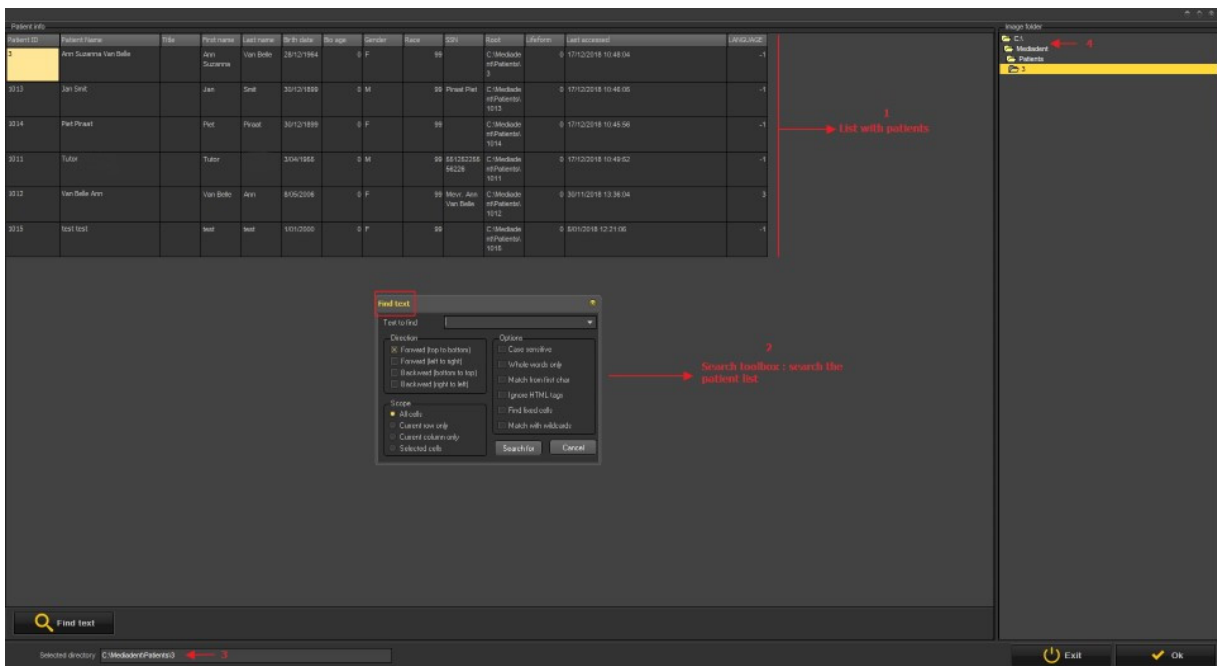 Patient info
Patient ID Patient Name Title First name Last name Birth date Bio age Gender Race SSN Root Lifeform Last accessed LANGUAGE
3 Ann Suzanna Van Belle Ann Suzanna Van Belle 28/12/1964 0 F 99 C:\Mediadent\Patients\3 0 17/12/2018 10:48:04 -1
1013 Jan Smit Jan Smit 30/12/1899 0 M 99 Piraat Piet C:\Mediadent\Patients\1013 0 17/12/2018 10:46:06 -1
1014 Piet Piraat Piet Piraat 30/12/1899 0 F 99 C:\Mediadent\Patients\1014 0 17/12/2018 10:45:56 -1
1011 Tutor Tutor 0 M 99 C:\Mediadent\Patients\1011 0 17/12/2018 10:49:52 -1
1012 Van Belle Ann Van Belle Ann 8/05/2006 0 F 99 Mevr. Ann Van Belle C:\Mediadent\Patients\1012 0 30/11/2018 13:36:04 3
1015 test test test test 1/01/2000 0 F 99 C:\Mediadent\Patients\1015 0 8/01/2018 12:21:06 -1
1
List with patients
Image folder
C:\
Mediadent
Patients
3
4
Find text
Text to find
Direction
Forward (top to bottom)
Forward (left to right)
Backward (bottom to top)
Backward (right to left)
Scope
All cells
Current row only
Current column only
Selected cells
Options
Case sensitive
Whole words only
Match from first char
Ignore HTML tags
Find fixed cells
Match with wildcards
Search for Cancel
2
Search toolbox : search the
patient list
Find text
Selected directory C:\Mediadent\Patients\3
3
Exit Ok